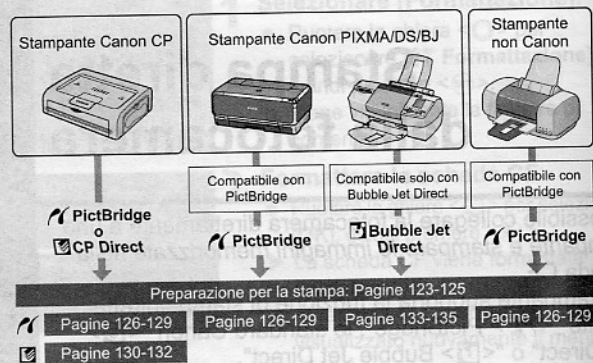 Stampante Canon CP
Stampante Canon PIXMA/DS/BJ
Stampante
non Canon
Compatibile con
PictBridge
Compatibile solo con
Bubble Jet Direct
Compatibile con
PictBridge
PictBridge
o
CP Direct
PictBridge
Bubble Jet
Direct
PictBridge
Preparazione per la stampa: Pagine 123-125
Pagine 126-129
Pagine 126-129
Pagine 133-135
Pagine 126-129
Pagine 130-132